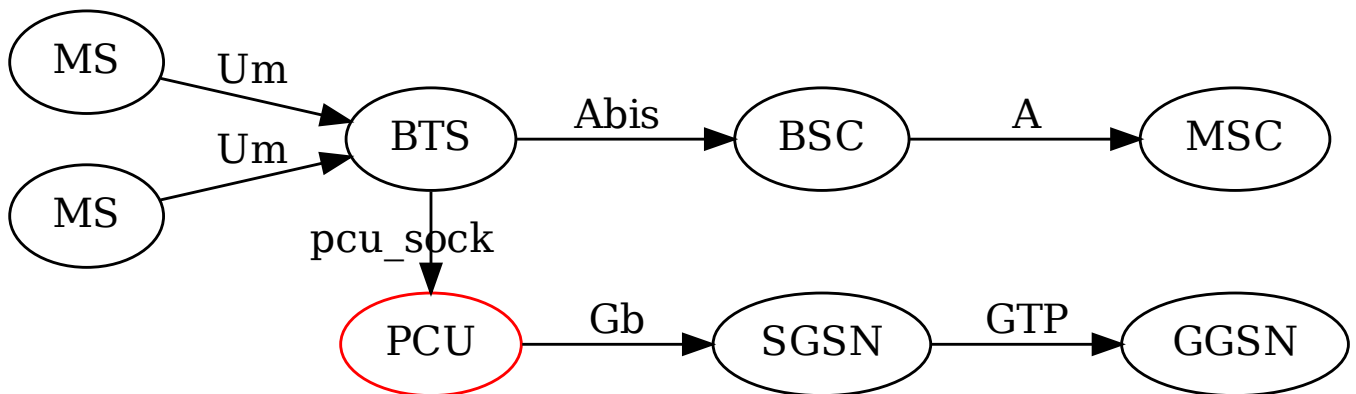 MS
Um
BTS
Abis
BSC
A
MSC
MS
Um
pcu_sock
PCU
Gb
SGSN
GTP
GGSN